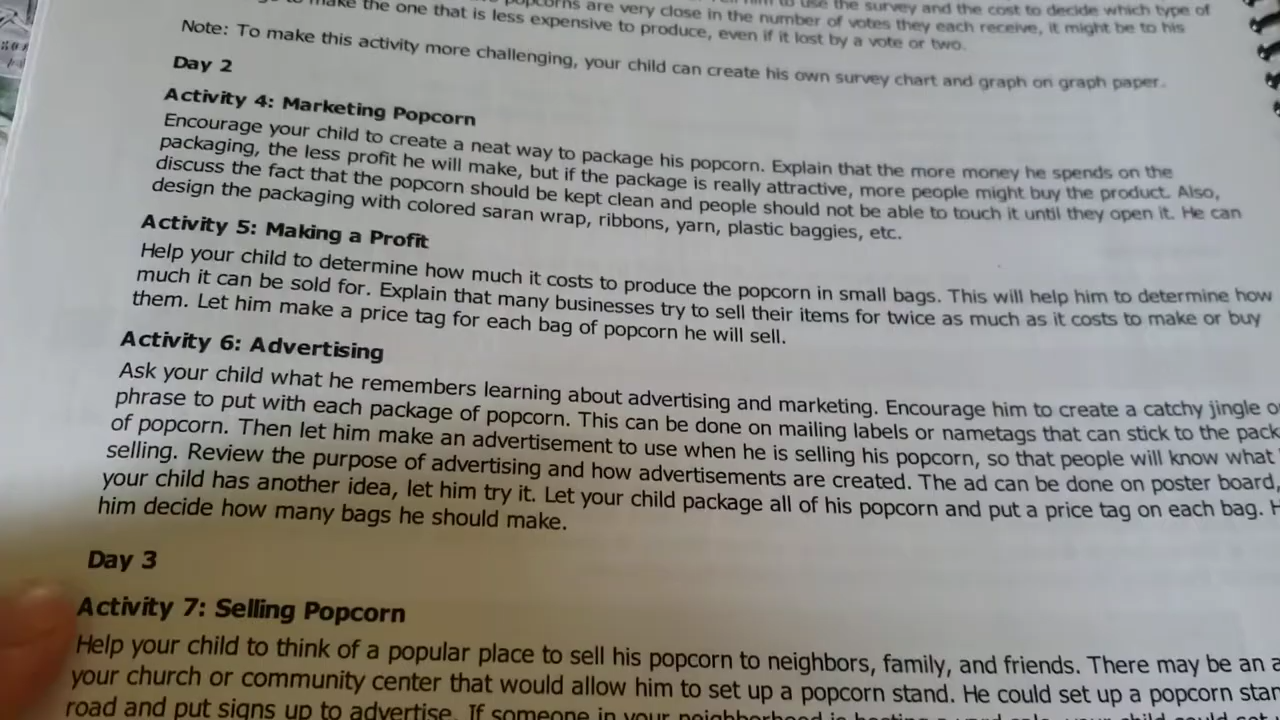 popcorns are very close in the number of votes they each receive, it might be to his
make the one that is less expensive to produce, even if it lost by a vote or two.
Note: To make this activity more challenging, your child can create his own survey chart and graph on graph paper.
Day 2
Activity 4: Marketing Popcorn
Encourage your child to create a neat way to package his popcorn. Explain that the more money he spends on the
packaging, the less profit he will make, but if the package is really attractive, more people might buy the product. Also,
discuss the fact that the popcorn should be kept clean and people should not be able to touch it until they open it. He can
design the packaging with colored saran wrap, ribbons, yarn, plastic baggies, etc.
Activity 5: Making a Profit
Help your child to determine how much it costs to produce the popcorn in small bags. This will help him to determine how
much it can be sold for. Explain that many businesses try to sell their items for twice as much as it costs to make or buy
them. Let him make a price tag for each bag of popcorn he will sell.
Activity 6: Advertising
Ask your child what he remembers learning about advertising and marketing. Encourage him to create a catchy jingle
phrase to put with each package of popcorn. This can be done on mailing labels or nametags that can stick to the pack
of popcorn. Then let him make an advertisement to use when he is selling his popcorn, so that people will know what
selling. Review the purpose of advertising and how advertisements are created. The ad can be done on poster board,
your child has another idea, let him try it. Let your child package all of his popcorn and put a price tag on each bag.
him decide how many bags he should make.
Day 3
Activity 7: Selling Popcorn
Help your child to think of a popular place to sell his popcorn to neighbors, family, and friends. There may be an
your church or community center that would allow him to set up a popcorn stand. He could set up a popcorn stan
road and put signs up to advertise. If someone in your neighborhood is